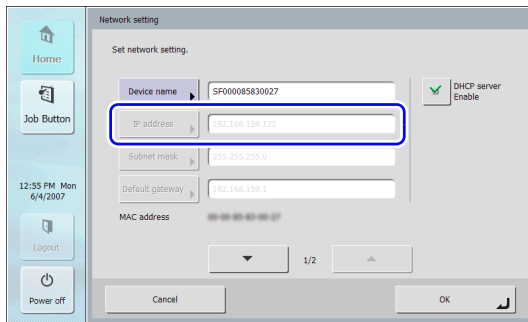 Network setting
Home
Job Button
12:55 PM Mon
6/4/2007
Logout
Power off
Set network setting.
Device name
SF000085830027
DHCP server
Enable
IP address
192.168.159.172
Subnet mask
255.255.255.0
Default gateway
192.168.159.1
MAC address
1/2
Cancel
OK